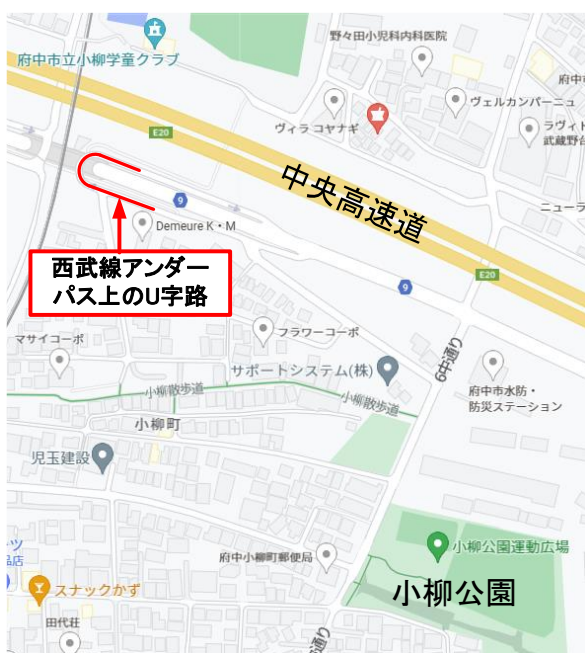 野々田小児科内科医院
府中市立小柳学童クラブ
府中
ヴェルカンパーニュ
ヴィラ コヤナギ
ラヴィ
武蔵野台
E20
中央高速道
9
ニューラ
Demeure K・M
E20
西武線アンダー
パス上のU字路
9
マサイコーポ
フラワーコーポ
サポートシステム(株)
6中通り
小柳散歩道
小柳散歩道
府中市水防・
防災ステーション
小柳町
児玉建設
小柳公園運動広場
府中小柳町郵便局
小柳公園
スナックかず
田代荘
通り